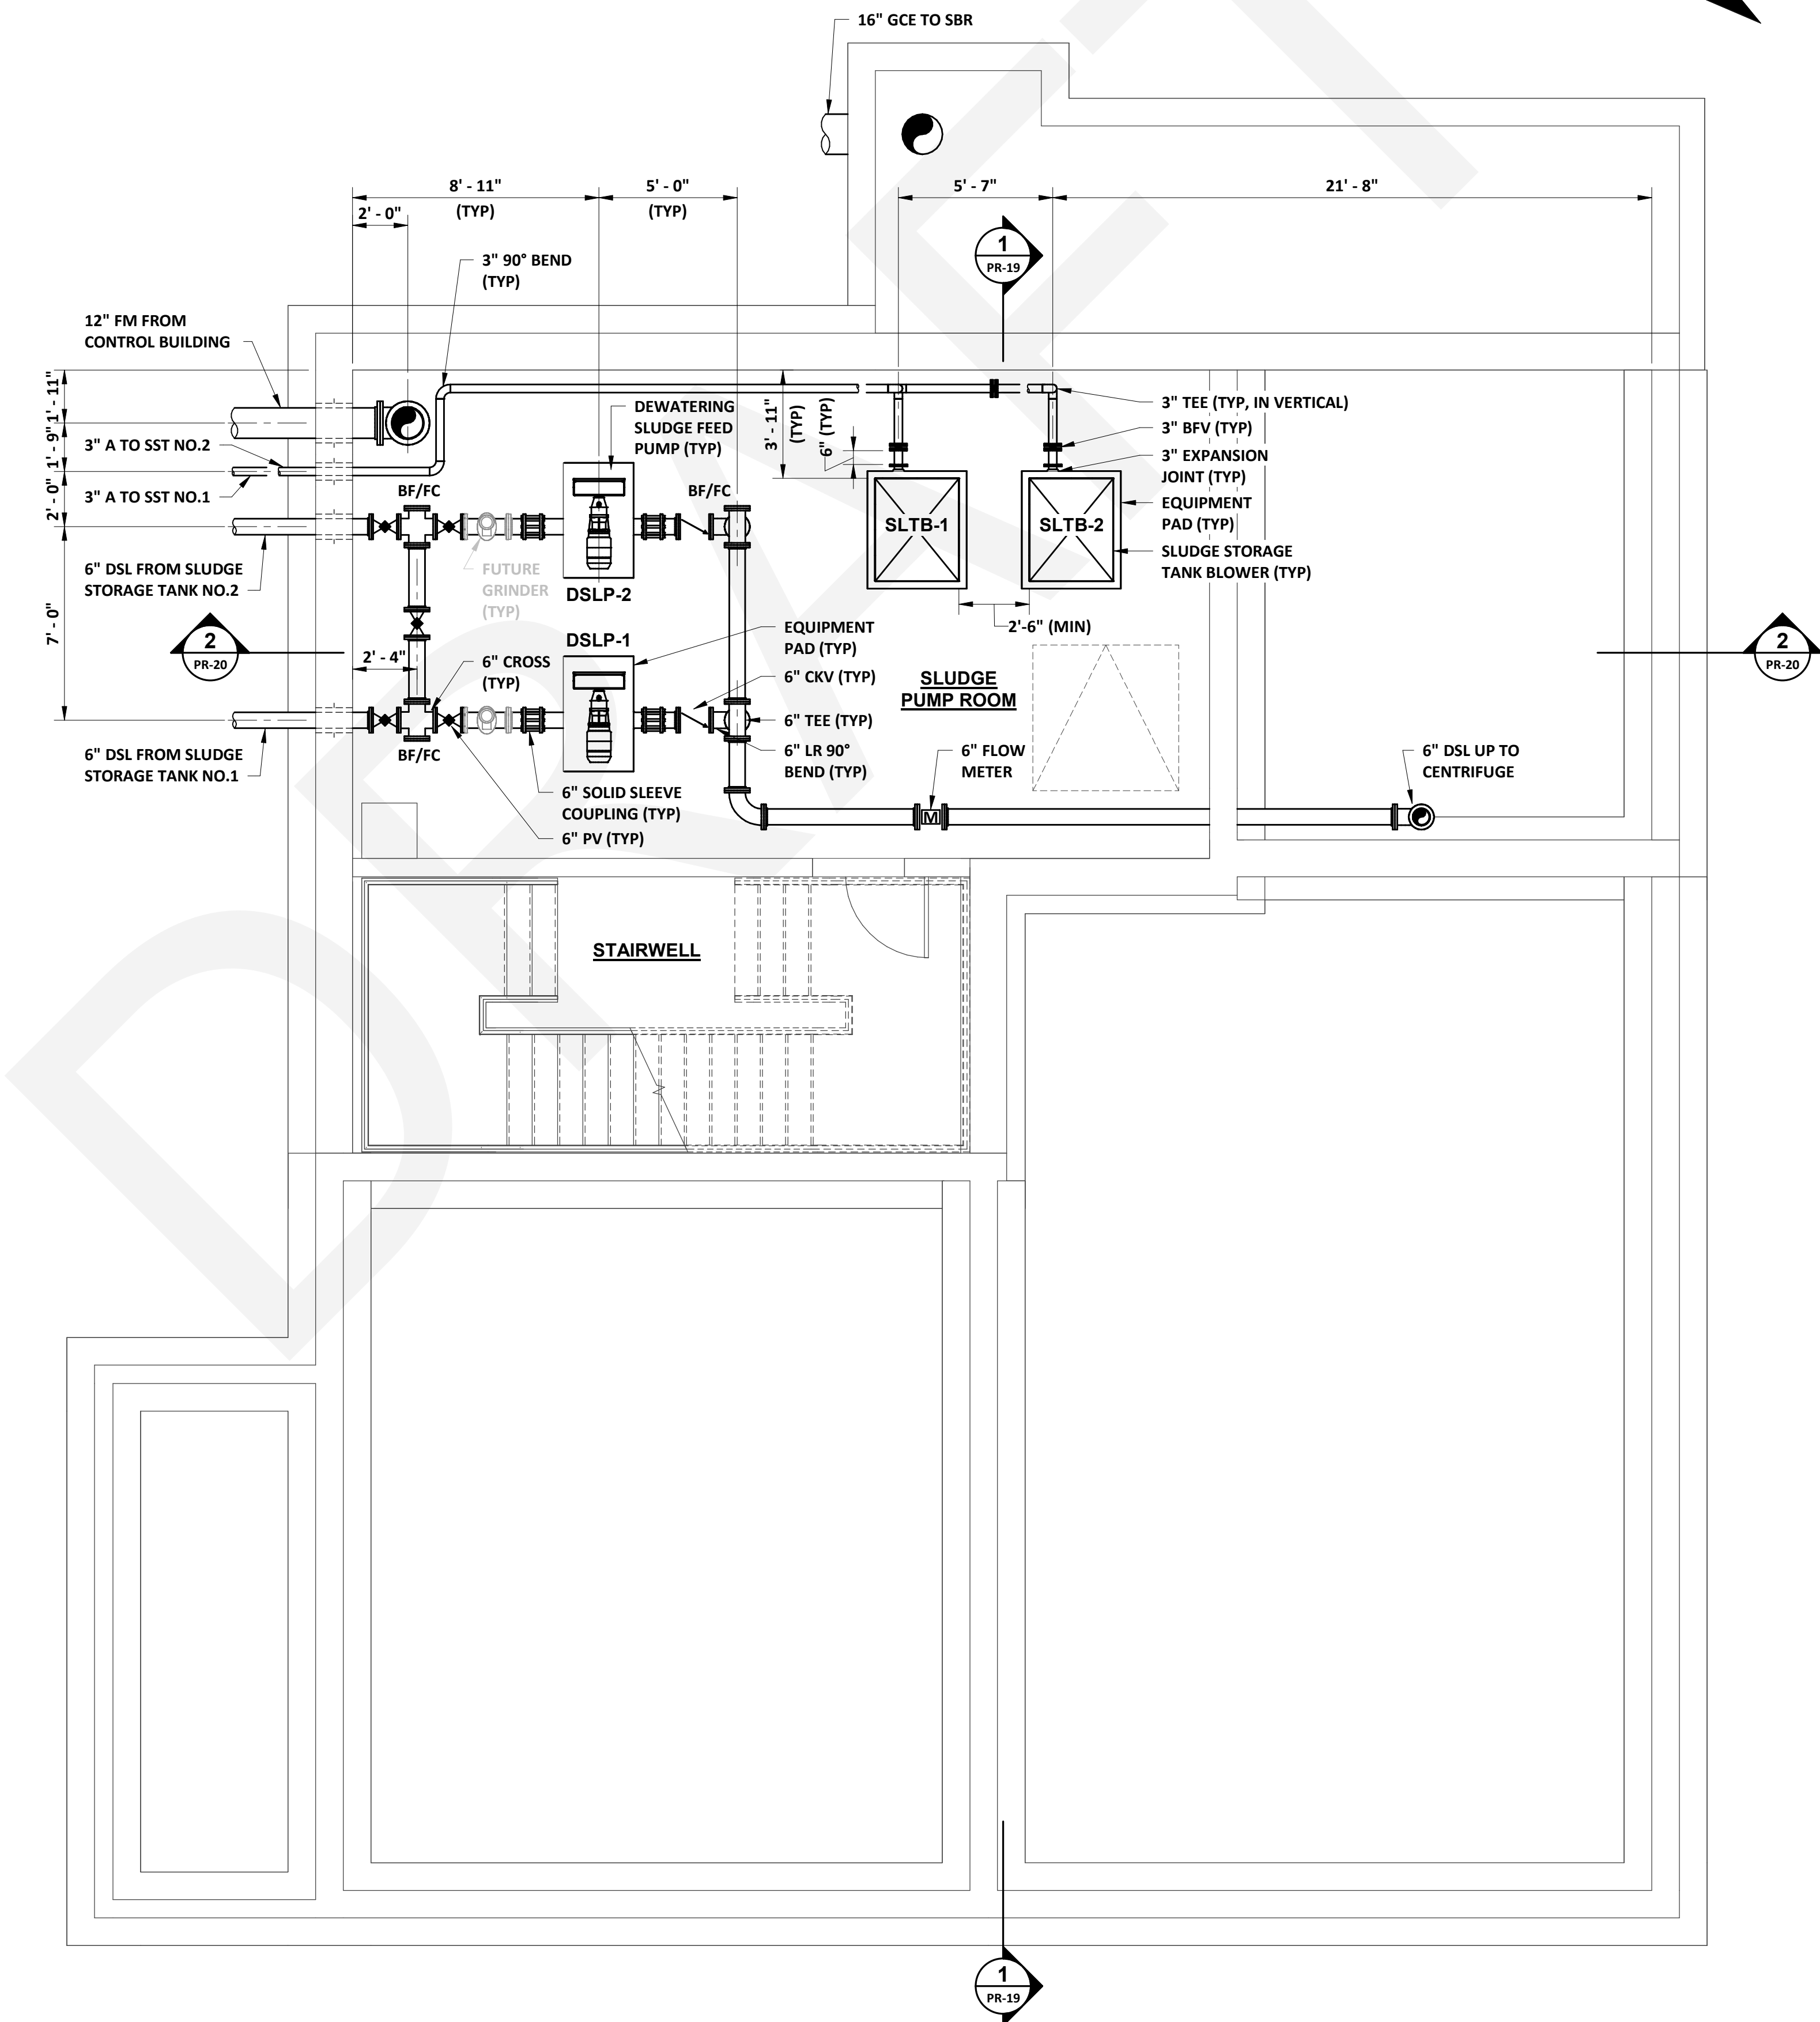 16" GCE TO SBR
8' - 11"
(TYP)
5' - 0"
(TYP)
5' - 7"
21' - 8"
2' - 0"
1
PR-19
3" 90° BEND
(TYP)
12" FM FROM
CONTROL BUILDING
1' - 11"
1' - 9"
2' - 0"
7' - 0"
3" A TO SST NO.2
3" A TO SST NO.1
6" DSL FROM SLUDGE
STORAGE TANK NO.2
2
PR-20
6" DSL FROM SLUDGE
STORAGE TANK NO.1
BF/FC
DEWATERING
SLUDGE FEED
PUMP (TYP)
BF/FC
3' - 11"
(TYP)
6" (TYP)
3" TEE (TYP, IN VERTICAL)
3" BFV (TYP)
3" EXPANSION
JOINT (TYP)
EQUIPMENT
PAD (TYP)
SLUDGE STORAGE
TANK BLOWER (TYP)
SLTB-1
SLTB-2
FUTURE
GRINDER
(TYP)
DSLP-2
2'-6" (MIN)
DSLP-1
EQUIPMENT
PAD (TYP)
2' - 4"
6" CROSS
(TYP)
6" CKV (TYP)
SLUDGE
PUMP ROOM
2
PR-20
6" TEE (TYP)
BF/FC
6" LR 90°
BEND (TYP)
6" FLOW
METER
6" DSL UP TO
CENTRIFUGE
6" SOLID SLEEVE
COUPLING (TYP)
M
6" PV (TYP)
STAIRWELL
1
PR-19
DRAFT